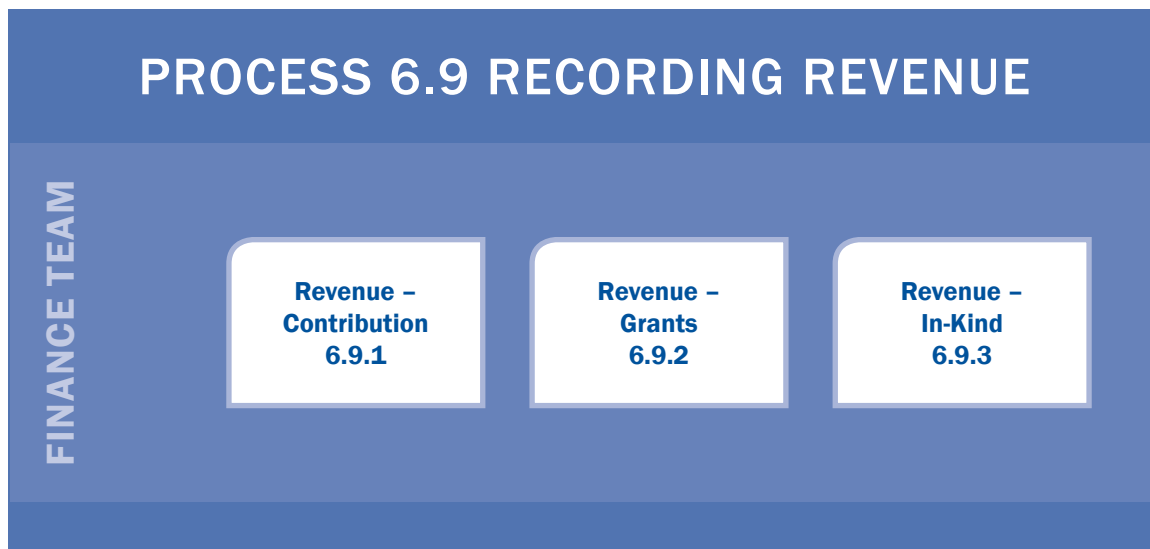 PROCESS 6.9 RECORDING REVENUE
FINANCE TEAM
Revenue –
Contribution
6.9.1
Revenue –
Grants
6.9.2
Revenue –
In-Kind
6.9.3